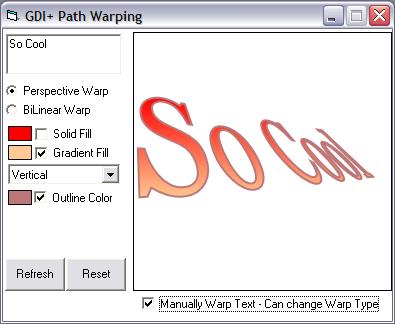 GDI+ Path Warping
So Cool
Perspective Warp
BiLinear Warp
Solid Fill
Gradient Fill
Vertical
Outline Color
Refresh Reset
So Cool
Manually Warp Text - Can change Warp Type